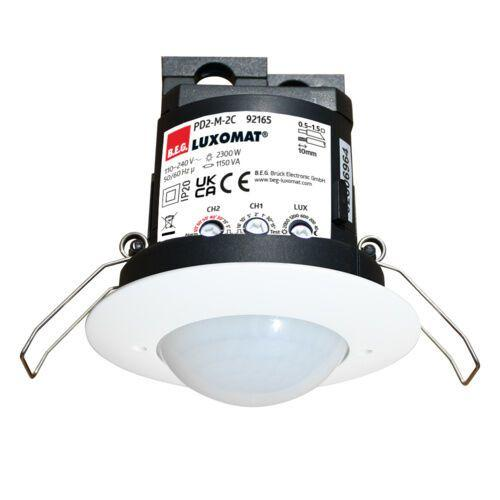 PD2-M-2C 92165
B.E.G. LUXOMAT®
110-240 V~ 2300 W
50/60 Hz µ 1150 VA
0.5-1.5
10mm
B.E.G. Brück Electronic GmbH
www.beg-luxomat.com
IP20 UK CA CE
CH2 CH1 LUX
Test